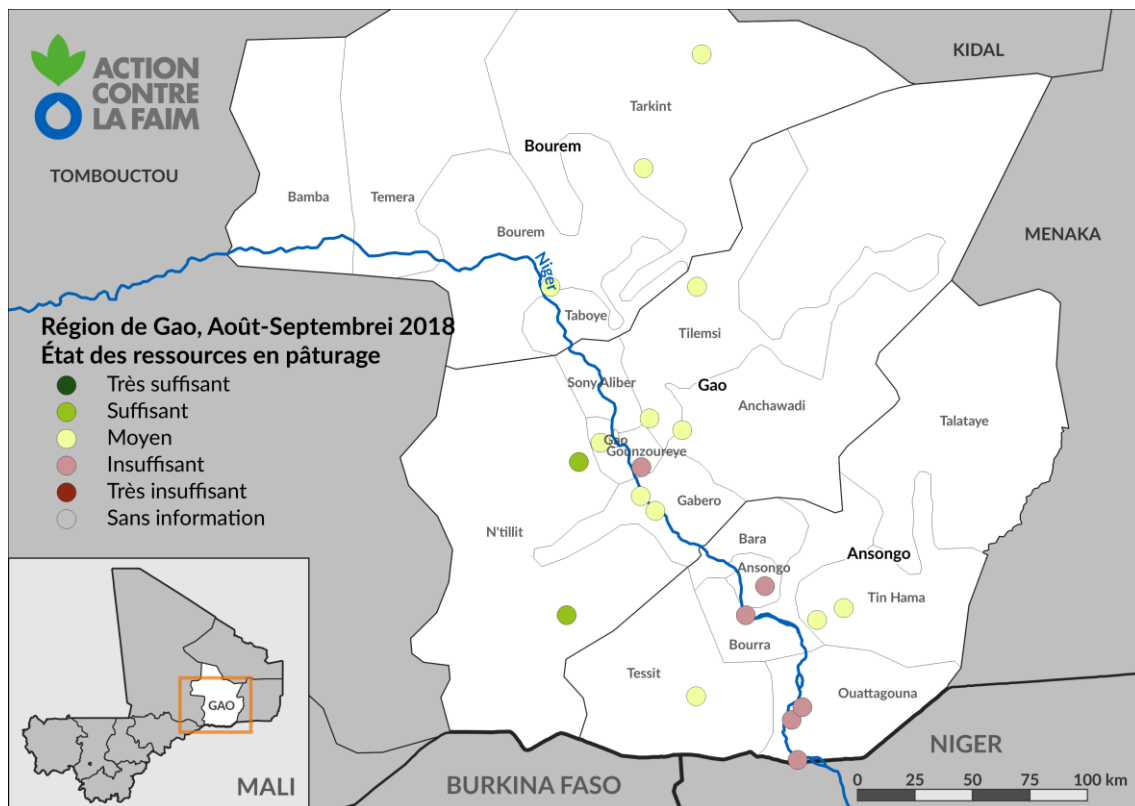 ACTION
CONTRE
LA FAIM
KIDAL
Tarkint
Bourem
TOMBOUCTOU
Bamba
Temera
Bourem
MENAKA
Niger
Taboye
Région de Gao, Août-Septembrei 2018
État des ressources en pâturage
Très suffisant
Suffisant
Moyen
Insuffisant
Très insuffisant
Sans information
Tilemsi
Sony Aliber
Gao
Anchawadi
Talataye
Gao
Gounzoureye
Gabero
N'tillit
Bara
Ansongo
Ansongo
Tin Hama
Bourra
Tessit
Ouattagouna
GAO
MALI
BURKINA FASO
NIGER
0 25 50 75 100 km